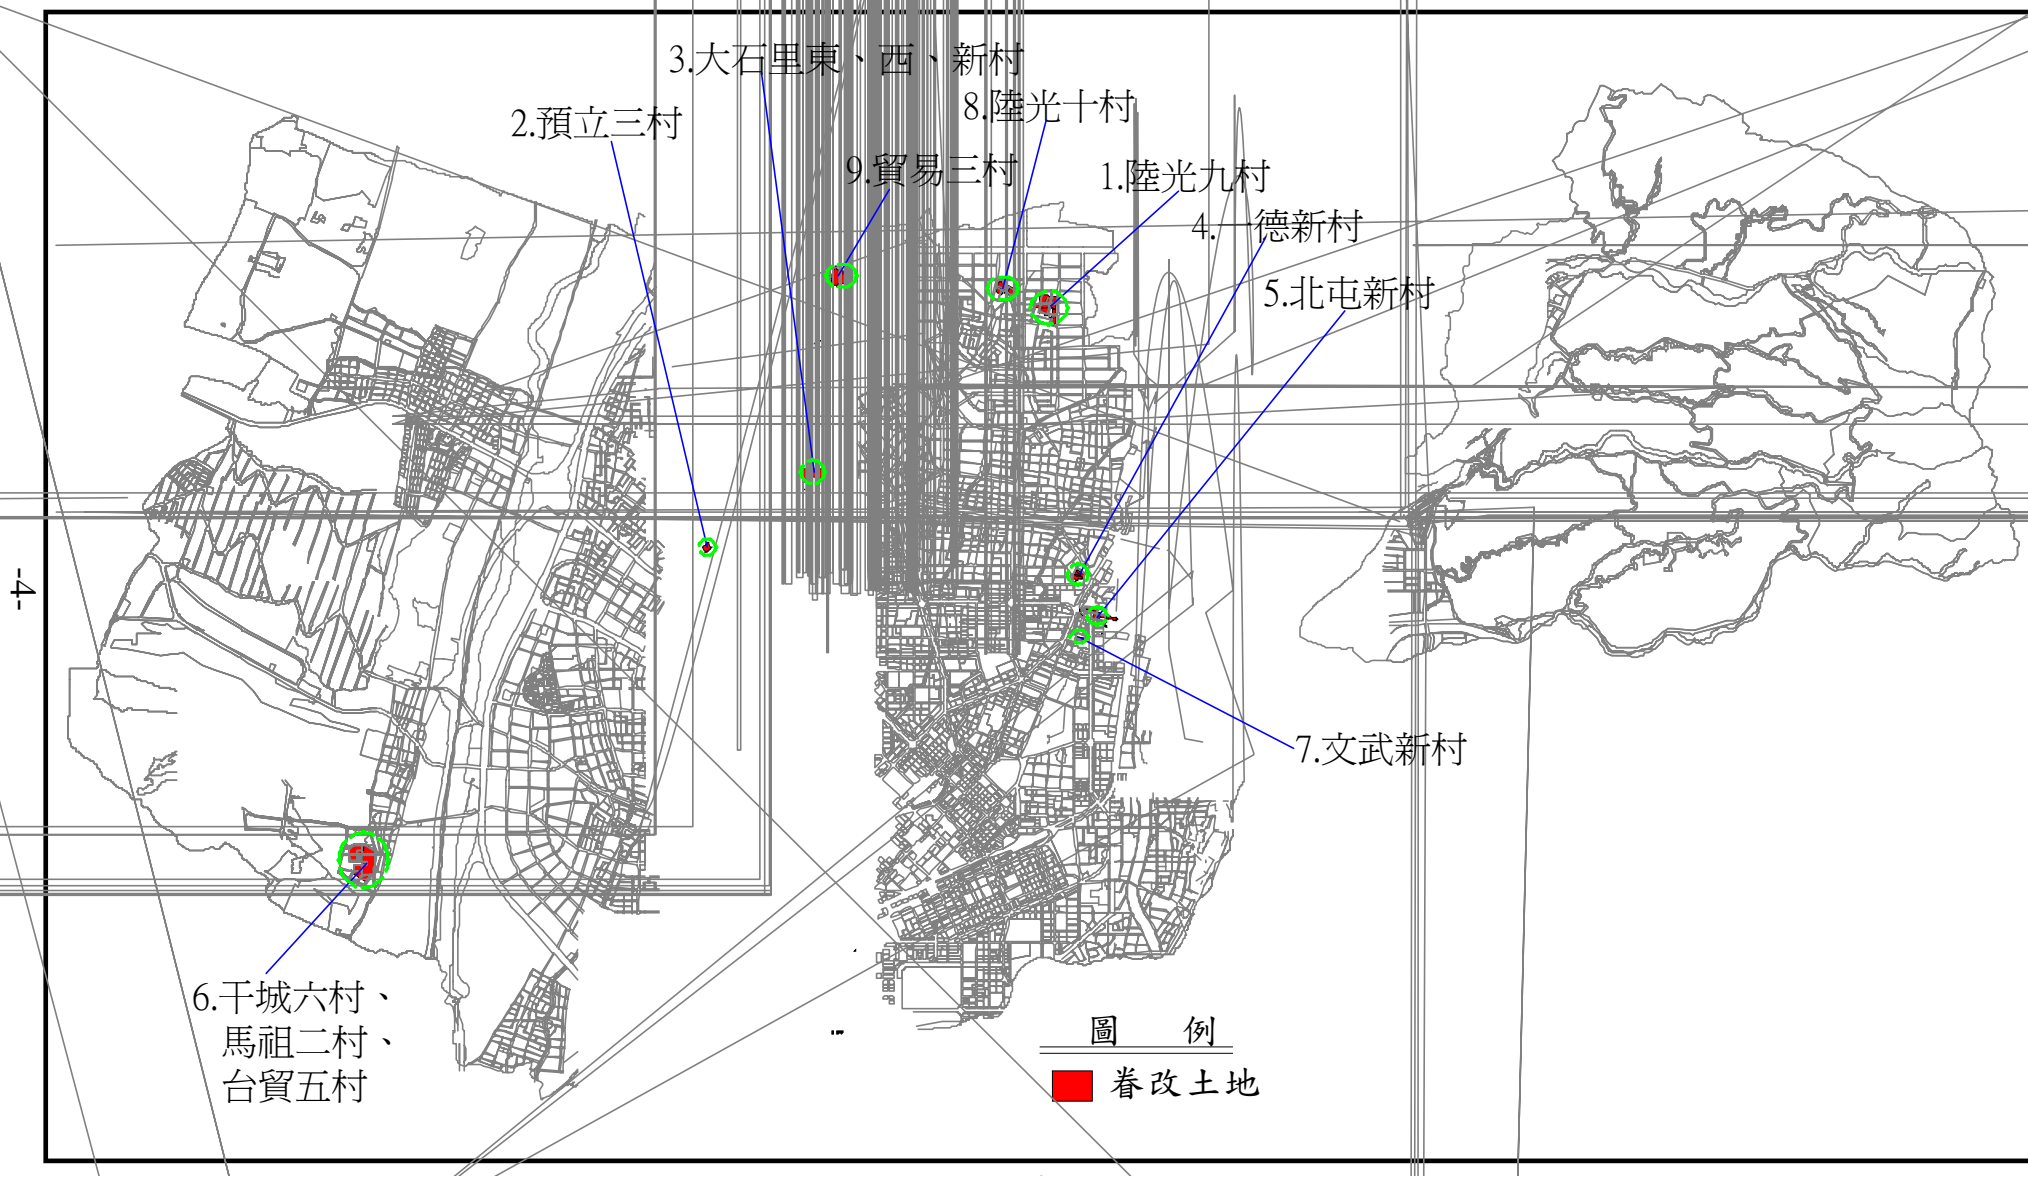 3.大石里東、西、新村
8.陸光十村
2.預立三村
9.貿易三村
1.陸光九村
4.一德新村
5.北屯新村
-4-
7.文武新村
6.干城六村、
馬祖二村、
台貿五村
圖 例
眷改土地